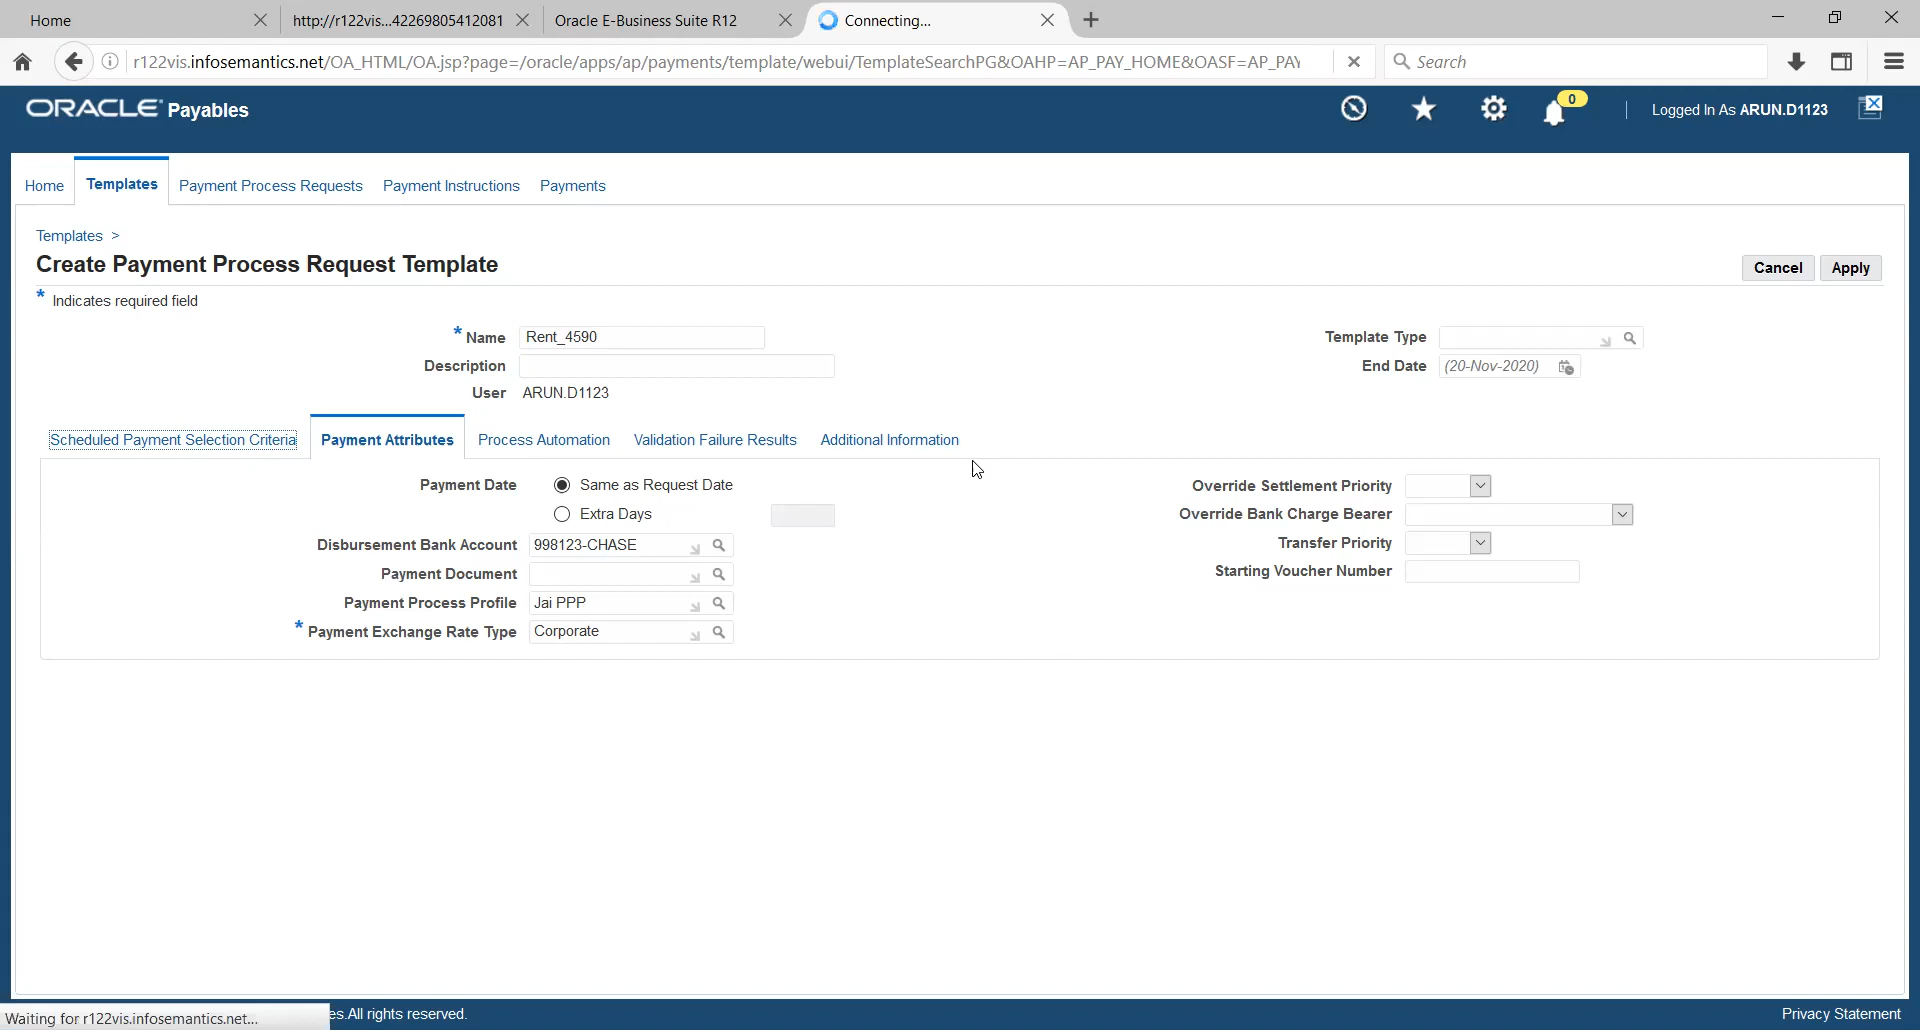 Home
http://r122vis...42269805412081
Oracle E-Business Suite R12
Connecting...
r122vis.infosemantics.net/OA_HTML/OA.jsp?page=/oracle/apps/ap/payments/template/webui/TemplateSearchPG&OAHP=AP_PAY_HOME&OASF=AP_PAY
Search
ORACLE Payables
0
Logged In As ARUN.D1123
Home
Templates
Payment Process Requests
Payment Instructions
Payments
Templates >
Create Payment Process Request Template
Cancel
Apply
* Indicates required field
* Name Rent_4590
Template Type
Description
End Date (20-Nov-2020)
User ARUN.D1123
Scheduled Payment Selection Criteria
Payment Attributes
Process Automation
Validation Failure Results
Additional Information
Payment Date Same as Request Date
Override Settlement Priority
Extra Days
Override Bank Charge Bearer
Disbursement Bank Account 998123-CHASE
Transfer Priority
Payment Document
Starting Voucher Number
Payment Process Profile Jai PPP
* Payment Exchange Rate Type Corporate
Waiting for r122vis.infosemantics.net...
es.All rights reserved.
Privacy Statement